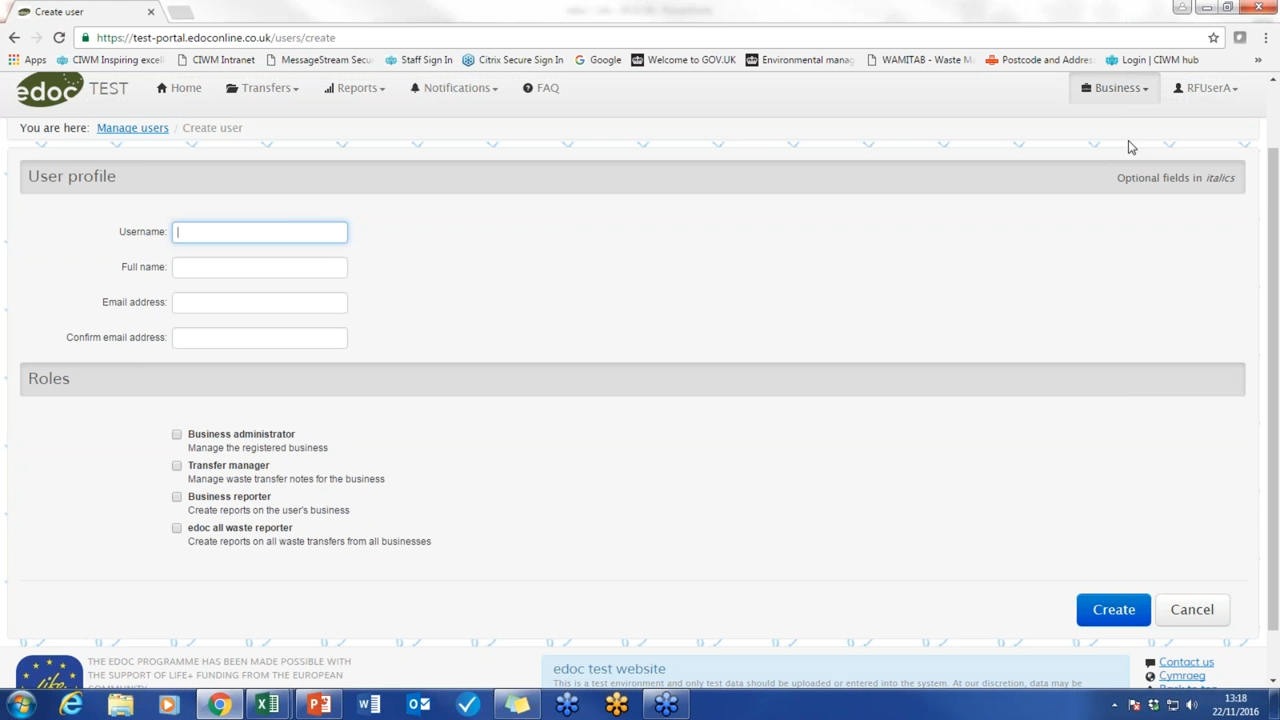 Create user
https://test-portal.edoconline.co.uk/users/create
Apps CIWM Inspiring excell CIWM Intranet MessageStream Secu Staff Sign In Citrix Secure Sign In Google Welcome to GOV.UK Environmental manag WAMITAB - Waste M Postcode and Address Login | CIWM hub »
edoc TEST Home Transfers Reports Notifications FAQ Business RFUserA
You are here: Manage users / Create user
User profile
Optional fields in italics
Username:
Full name:
Email address:
Confirm email address:
Roles
Business administrator
Manage the registered business
Transfer manager
Manage waste transfer notes for the business
Business reporter
Create reports on the user's business
edoc all waste reporter
Create reports on all waste transfers from all businesses
Create Cancel
THE EDOC PROGRAMME HAS BEEN MADE POSSIBLE WITH
THE SUPPORT OF LIFE+ FUNDING FROM THE EUROPEAN
COMMUNITY
edoc test website
This is a test environment and only test data should be uploaded or entered into the system. At our discretion, data may be
Contact us
Cymraeg
Back to top
13:18
22/11/2016